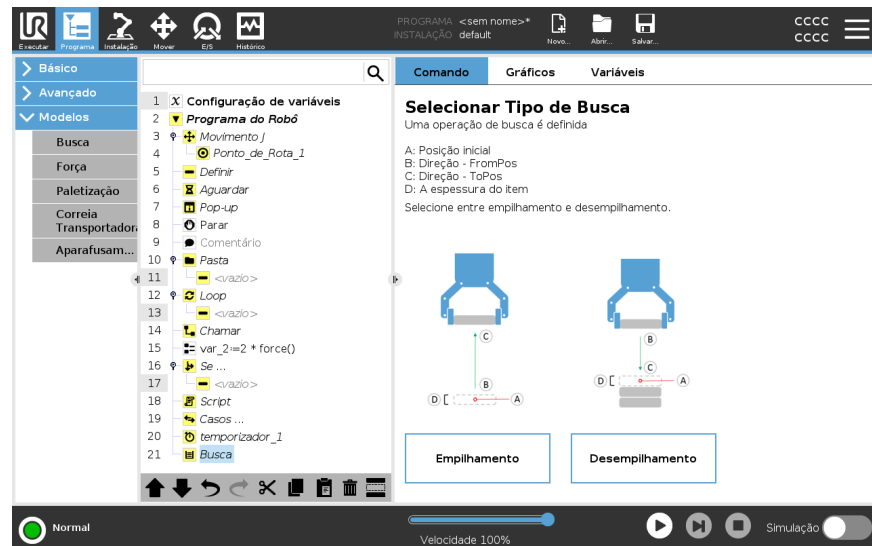 UR
PROGRAMA <sem nome>*
INSTALAÇÃO default
CCCC
CCCC
Executar Programa Instalação Mover E/S Histórico Novo... Abrir... Salvar...
Básico
Avançado
Modelos
Busca
Força
Paletização
Correia
Transportador
Aparafusam...
1 X Configuração de variáveis
2 Programa do Robô
3 Movimento J
4 Ponto_de_Rota_1
5 Definir
6 Aguardar
7 Pop-up
8 Parar
9 Comentário
10 Pasta
11 <vazio>
12 Loop
13 <vazio>
14 Chamar
15 var_2:=2 * force()
16 Se ...
17 <vazio>
18 Script
19 Casos ...
20 temporizador_1
21 Busca
Comando Gráficos Variáveis
Selecionar Tipo de Busca
Uma operação de busca é definida
A: Posição inicial
B: Direção - FromPos
C: Direção - ToPos
D: A espessura do item
Selecione entre empilhamento e desempilhamento.
C
B
D A
B
C
D A
Empilhamento Desempilhamento
Normal
Velocidade 100%
Simulação